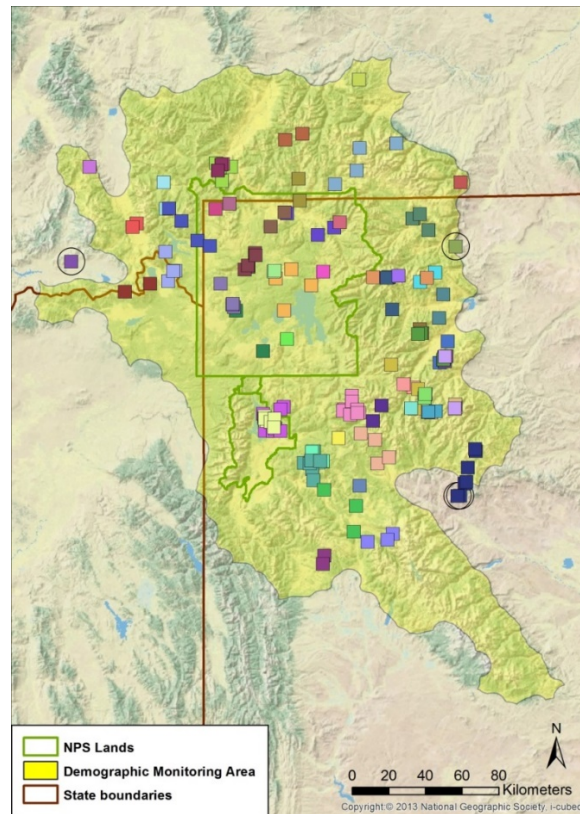 NPS Lands
Demographic Monitoring Area
State boundaries
N
0 20 40 60 80
Kilometers
Copyright:© 2013 National Geographic Society, i-cubed